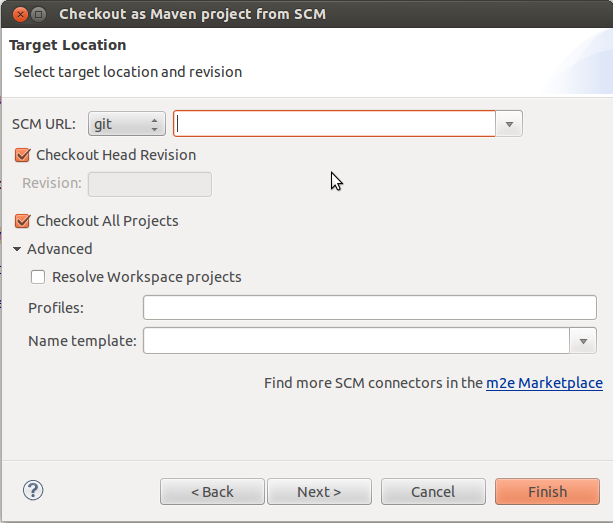 Checkout as Maven project from SCM
Target Location
Select target location and revision
SCM URL: git
Checkout Head Revision
Revision:
Checkout All Projects
Advanced
Resolve Workspace projects
Profiles:
Name template:
Find more SCM connectors in the m2e Marketplace
? < Back Next > Cancel Finish